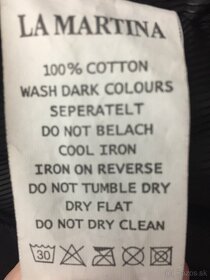 LA MARTINA
100% COTTON
WASH DARK COLOURS
SEPERATELT
DO NOT BELACH
COOL IRON
IRON ON REVERSE
DO NOT TUMBLE DRY
DRY FLAT
DO NOT DRY CLEAN
30